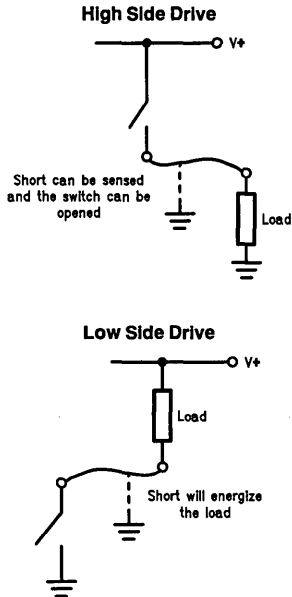 High Side Drive
V+
Short can be sensed
and the switch can be
opened
Load
Low Side Drive
V+
Load
Short will energize
the load